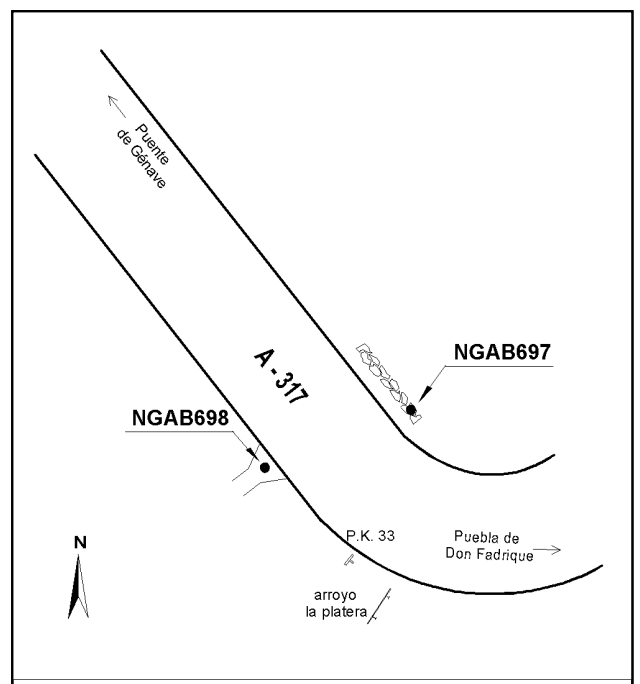 Puente
de Génave
NGAB697
A - 317
NGAB698
P.K. 33
Puebla de
Don Fadrique
N
arroyo
la platera